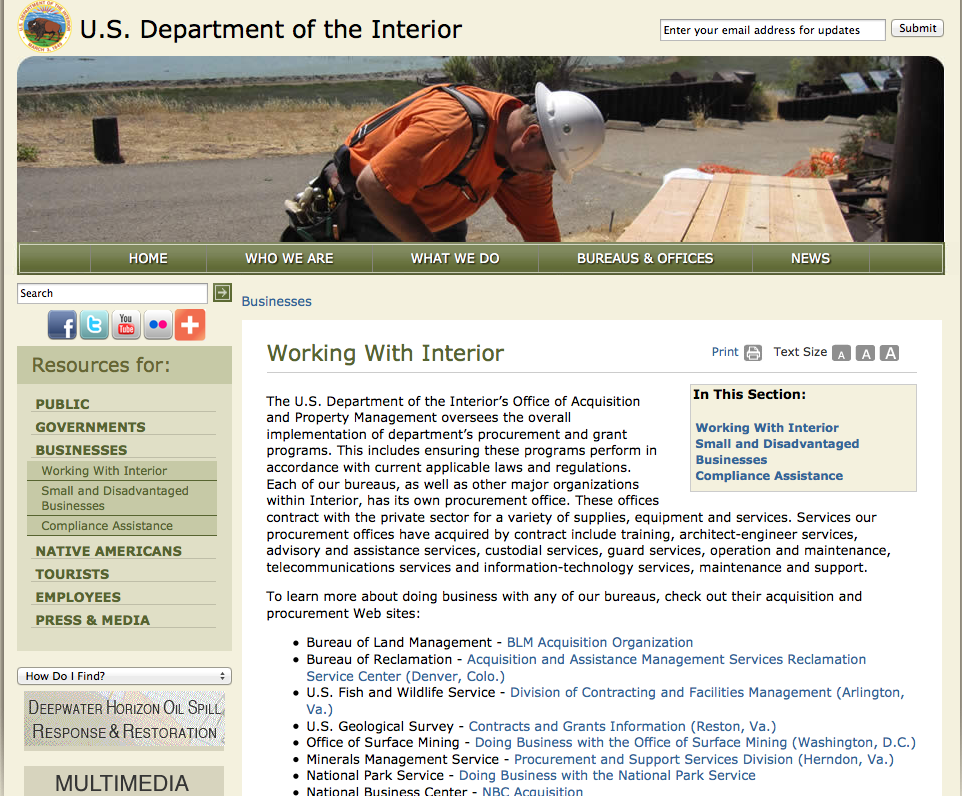 U.S. Department of the Interior
Enter your email address for updates
Submit
HOME
WHO WE ARE
WHAT WE DO
BUREAUS & OFFICES
NEWS
Search
Businesses
You
Tube
Resources for:
PUBLIC
GOVERNMENTS
BUSINESSES
Working With Interior
Small and Disadvantaged
Businesses
Compliance Assistance
NATIVE AMERICANS
TOURISTS
EMPLOYEES
PRESS & MEDIA
How Do I Find?
DEEPWATER HORIZON OIL SPILL
RESPONSE & RESTORATION
MULTIMEDIA
Working With Interior
Print
Text Size A A A
In This Section:
Working With Interior
Small and Disadvantaged
Businesses
Compliance Assistance
The U.S. Department of the Interior’s Office of Acquisition
and Property Management oversees the overall
implementation of department’s procurement and grant
programs. This includes ensuring these programs perform in
accordance with current applicable laws and regulations.
Each of our bureaus, as well as other major organizations
within Interior, has its own procurement office. These offices
contract with the private sector for a variety of supplies, equipment and services. Services our
procurement offices have acquired by contract include training, architect-engineer services,
advisory and assistance services, custodial services, guard services, operation and maintenance,
telecommunications services and information-technology services, maintenance and support.
To learn more about doing business with any of our bureaus, check out their acquisition and
procurement Web sites:
• Bureau of Land Management - BLM Acquisition Organization
• Bureau of Reclamation - Acquisition and Assistance Management Services Reclamation
Service Center (Denver, Colo.)
• U.S. Fish and Wildlife Service - Division of Contracting and Facilities Management (Arlington,
Va.)
• U.S. Geological Survey - Contracts and Grants Information (Reston, Va.)
• Office of Surface Mining - Doing Business with the Office of Surface Mining (Washington, D.C.)
• Minerals Management Service - Procurement and Support Services Division (Herndon, Va.)
• National Park Service - Doing Business with the National Park Service
• National Business Center - NBC Acquisition